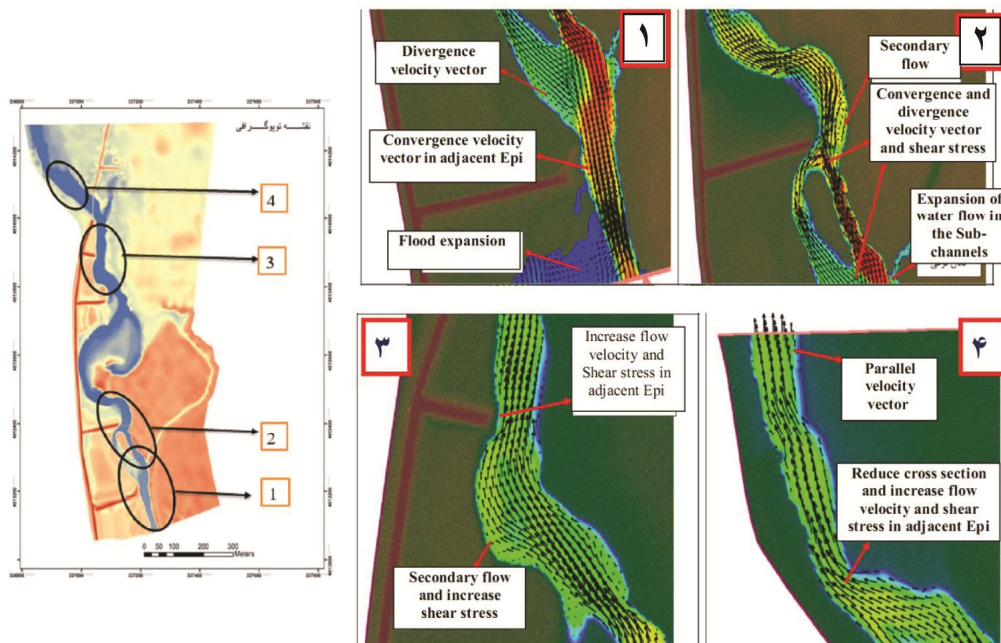 نقشه توپوگرافی
4
3
2
1
0 50 100 200 300
Meters
۱
Divergence
velocity vector
Convergence velocity
vector in adjacent Epi
Flood expansion
۲
Secondary
flow
Convergence and
divergence
velocity vector
and shear stress
Expansion of
water flow in
the Sub-
channels
۳
Increase flow
velocity and
Shear stress in
adjacent Epi
Secondary flow
and increase
shear stress
۴
Parallel
velocity
vector
Reduce cross section
and increase flow
velocity and shear
stress in adjacent Epi